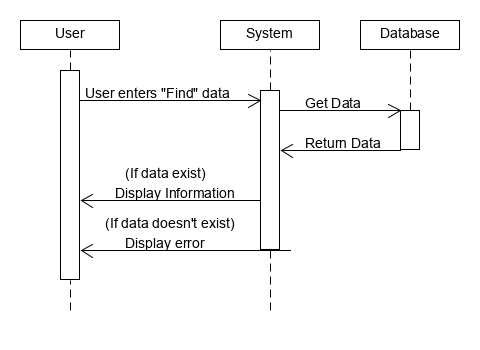 User
System
Database
User enters "Find" data
Get Data
Return Data
(If data exist)
Display Information
(If data doesn't exist)
Display error